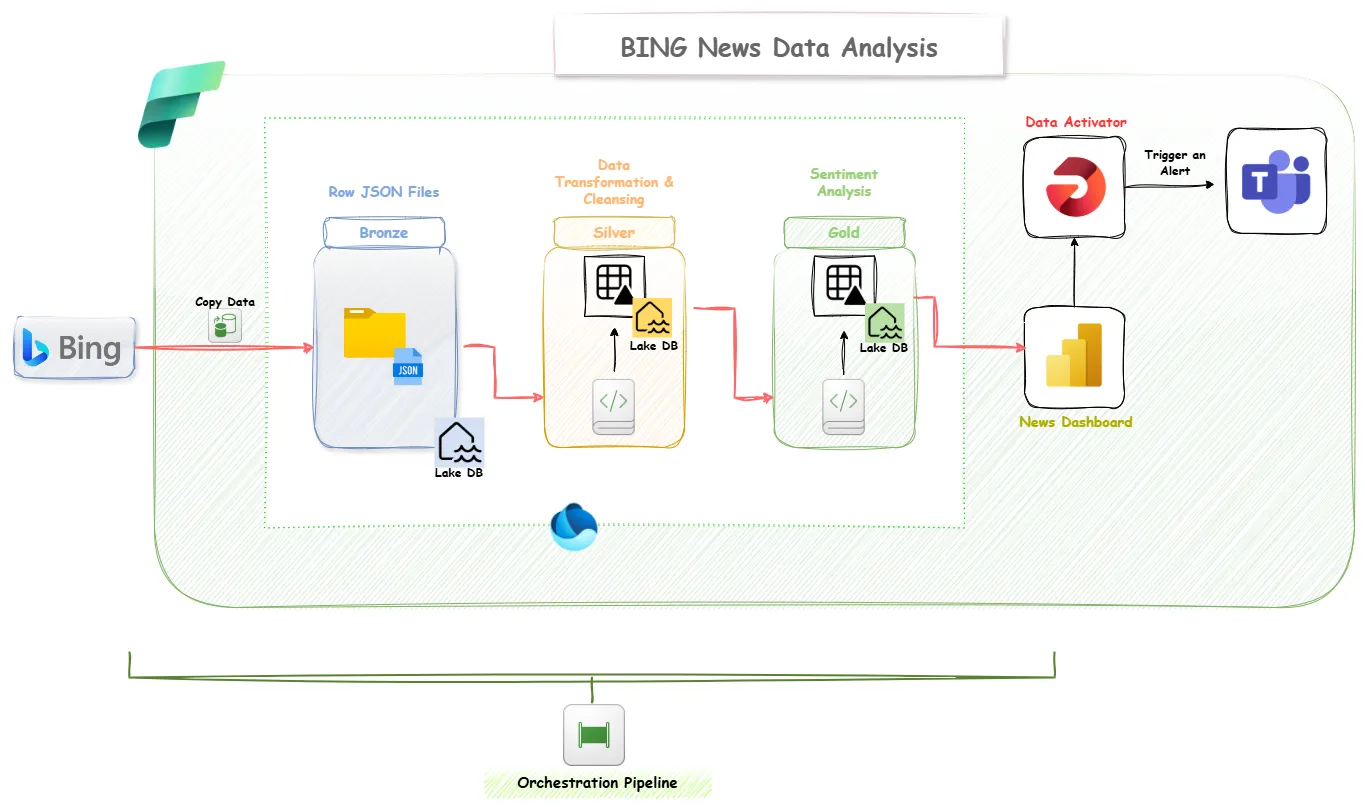 BING News Data Analysis
Data Activator
Trigger an
Alert
T
Data
Transformation &
Cleansing
Sentiment
Analysis
Row JSON Files
Bronze
Silver
Gold
Copy Data
Bing
JSON
Lake DB
Lake DB
Lake DB
</>
</>
News Dashboard
Orchestration Pipeline